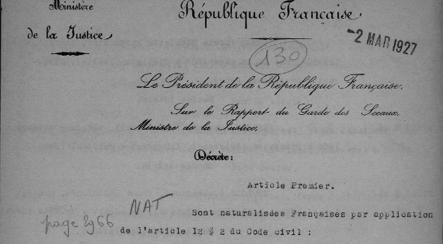 Ministère
de la Justice
République Française
-2 MAR 1927
130
Le Président de la République Française,
Sur le Rapport du Garde des Sceaux,
Ministre de la Justice,
Décrète:
Article Premier.
NAT
page 2966
Sont naturalisées Françaises par application
de l'article 12 § 2 du Code civil :